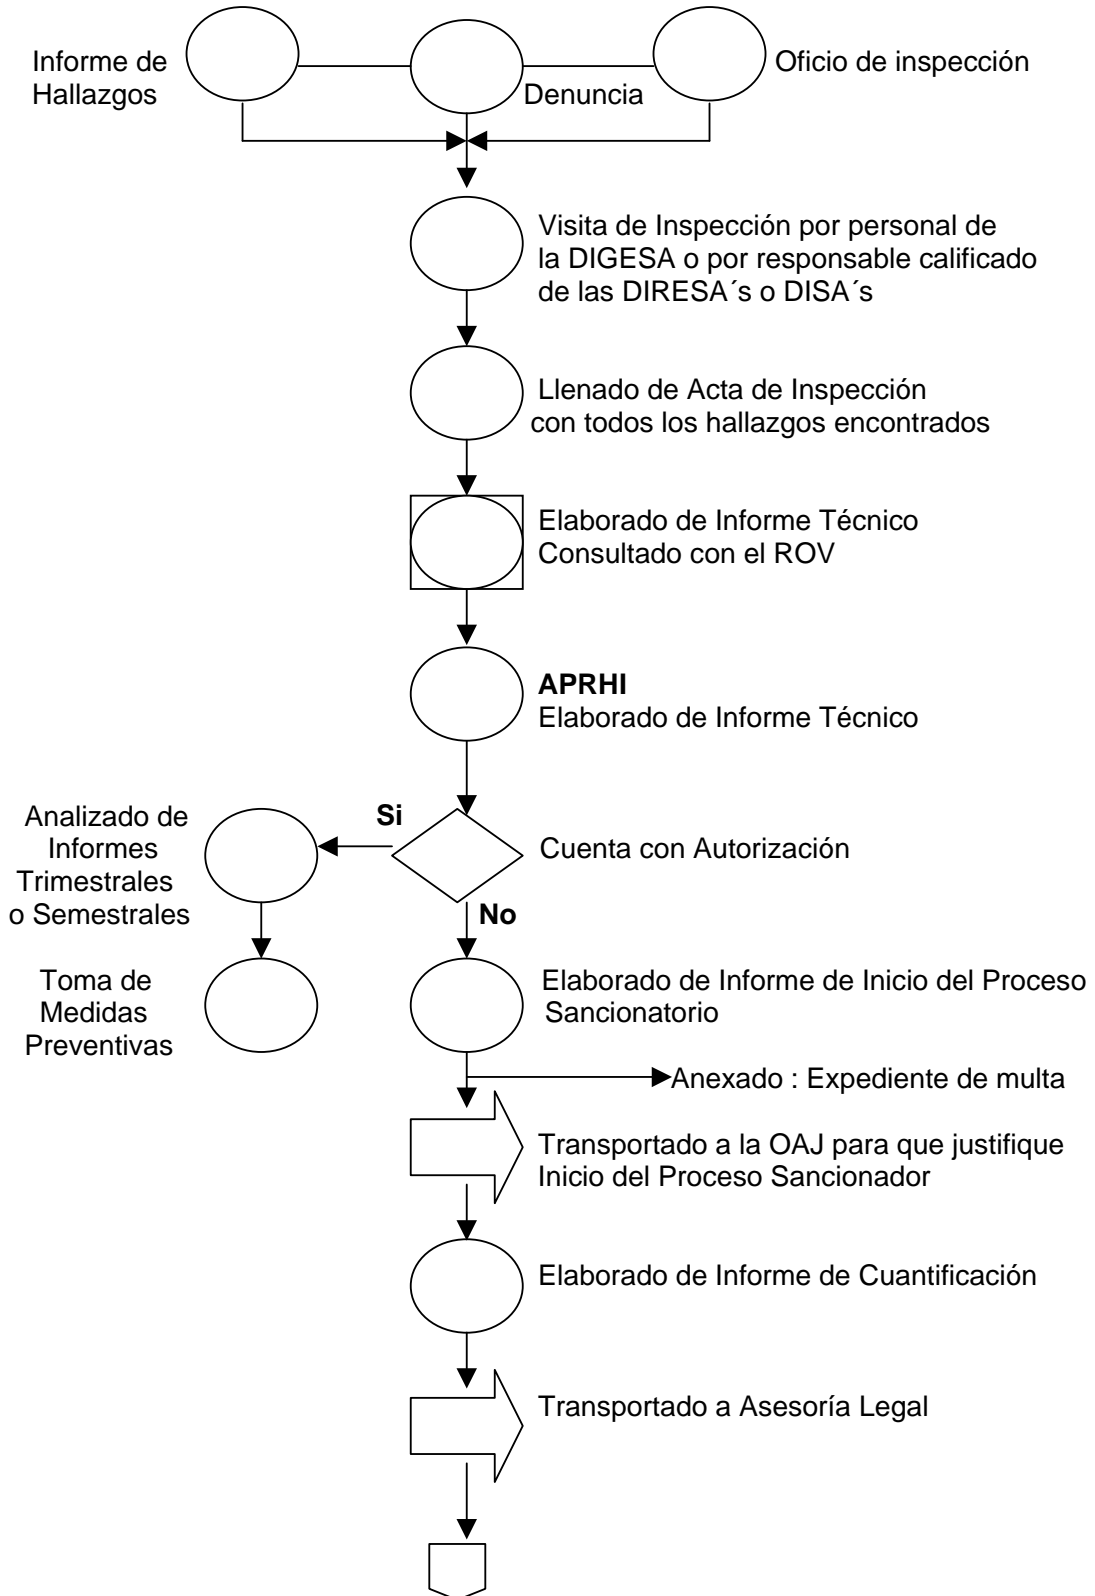 Informe de
Hallazgos
Denuncia
Oficio de inspección
Visita de Inspección por personal de
la DIGESA o por responsable calificado
de las DIRESA´s o DISA´s
Llenado de Acta de Inspección
con todos los hallazgos encontrados
Elaborado de Informe Técnico
Consultado con el ROV
APRHI
Elaborado de Informe Técnico
Si
Cuenta con Autorización
Analizado de
Informes
Trimestrales
o Semestrales
No
Toma de
Medidas
Preventivas
Elaborado de Informe de Inicio del Proceso
Sancionatorio
Anexado : Expediente de multa
Transportado a la OAJ para que justifique
Inicio del Proceso Sancionador
Elaborado de Informe de Cuantificación
Transportado a Asesoría Legal